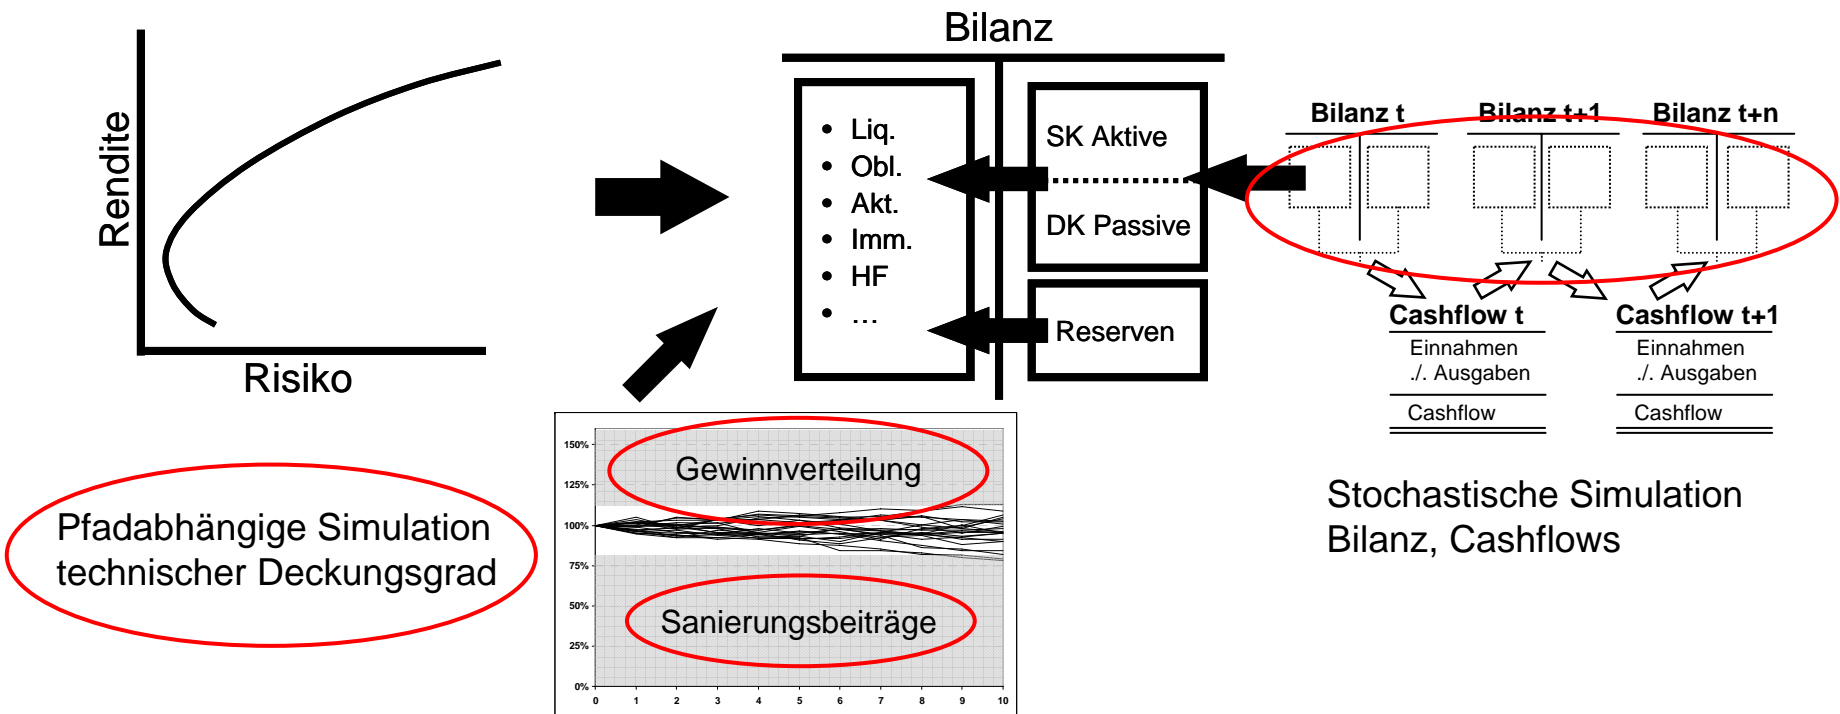 Rendite
Risiko
Bilanz
• Liq.
• Obl.
• Akt.
• Imm.
• HF
• …
SK Aktive
DK Passive
Reserven
Bilanz t
Bilanz t+1
Bilanz t+n
Cashflow t
Einnahmen
./. Ausgaben
Cashflow
Cashflow t+1
Einnahmen
./. Ausgaben
Cashflow
Stochastische Simulation
Bilanz, Cashflows
Pfadabhängige Simulation
technischer Deckungsgrad
150%
125%
100%
75%
50%
25%
0%
Gewinnverteilung
Sanierungsbeiträge
0 1 2 3 4 5 6 7 8 9 10